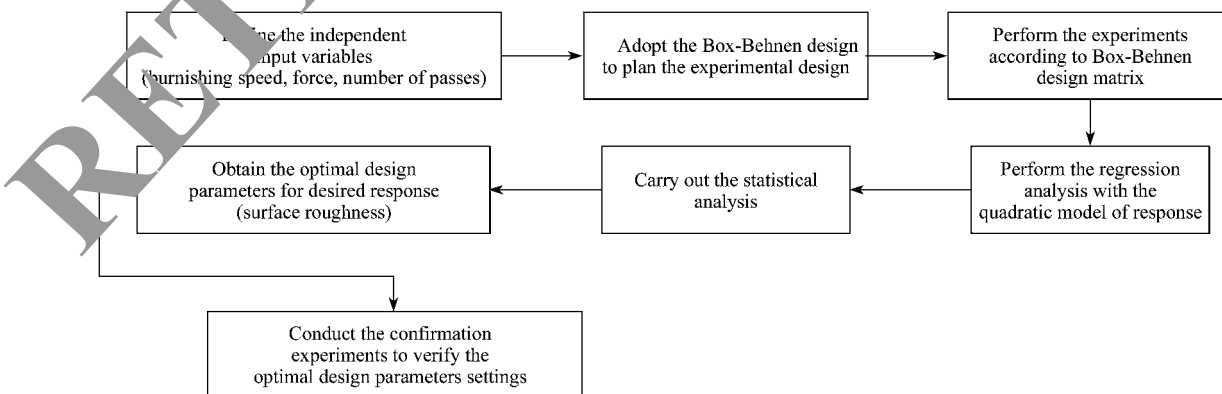 the independent
input variables
(burnishing speed, force, number of passes)
Adopt the Box-Behnen design
to plan the experimental design
Perform the experiments
according to Box-Behnen
design matrix
Obtain the optimal design
parameters for desired response
(surface roughness)
Carry out the statistical
analysis
Perform the regression
analysis with the
quadratic model of response
Conduct the confirmation
experiments to verify the
optimal design parameters settings
RET